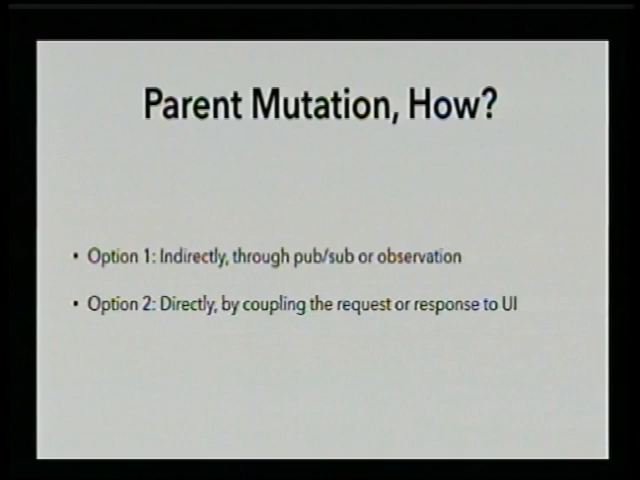 Parent Mutation, How?
• Option 1: Indirectly, through pub/sub or observation
• Option 2: Directly, by coupling the request or response to UI